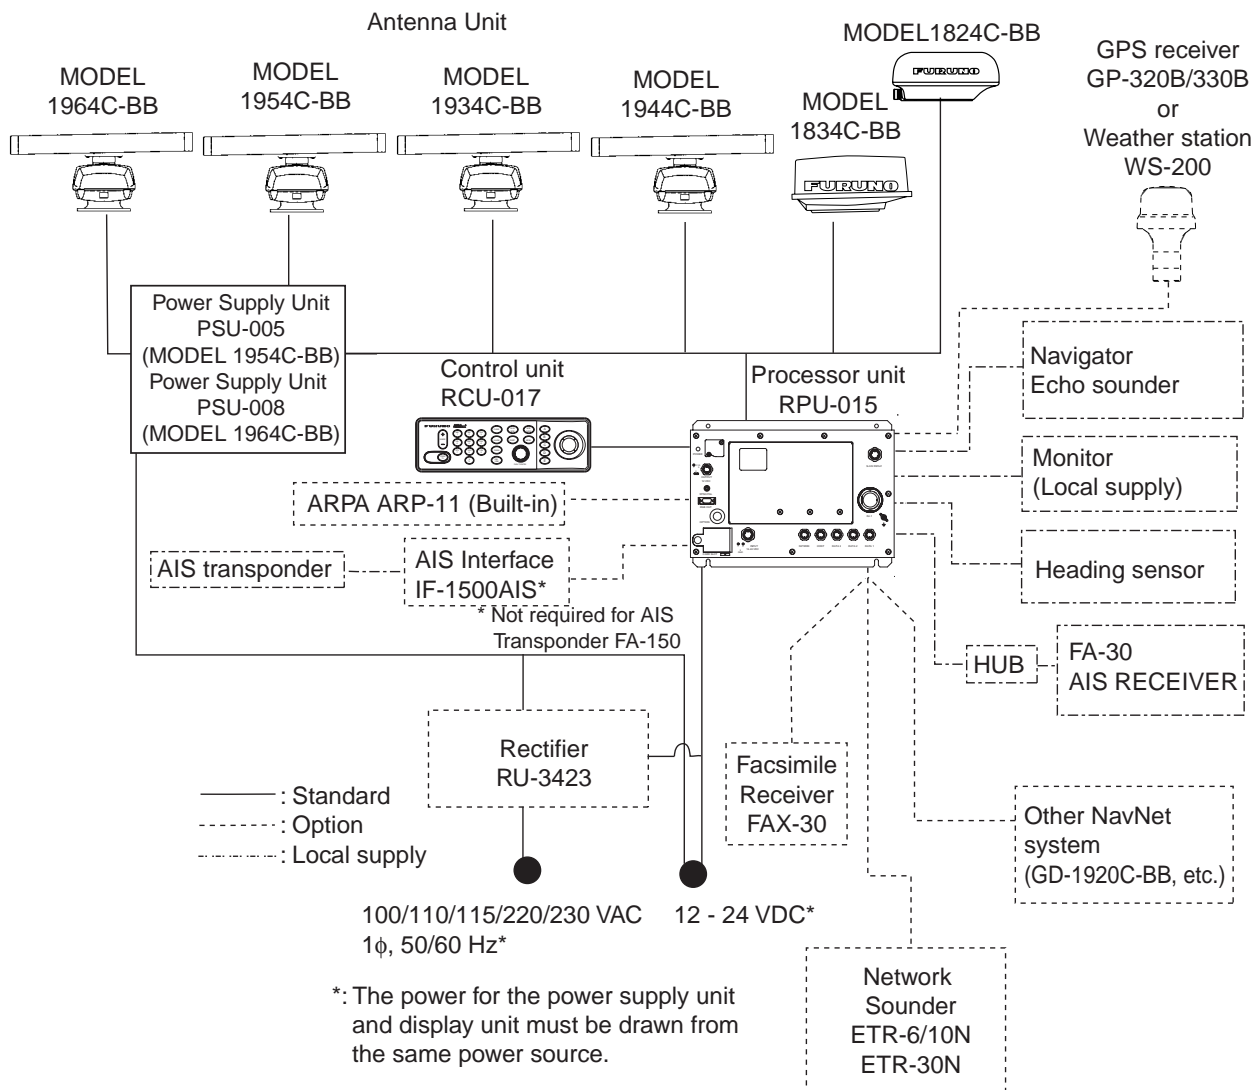 Antenna Unit
MODEL1824C-BB
MODEL
1964C-BB
MODEL
1954C-BB
MODEL
1934C-BB
MODEL
1944C-BB
MODEL
1834C-BB
FURUNO
FURUNO
GPS receiver
GP-320B/330B
or
Weather station
WS-200
Power Supply Unit
PSU-005
(MODEL 1954C-BB)
Power Supply Unit
PSU-008
(MODEL 1964C-BB)
Control unit
RCU-017
Processor unit
RPU-015
Navigator
Echo sounder
Monitor
(Local supply)
ARPA ARP-11 (Built-in)
AIS transponder
AIS Interface
IF-1500AIS*
* Not required for AIS
Transponder FA-150
Heading sensor
HUB
FA-30
AIS RECEIVER
Rectifier
RU-3423
Facsimile
Receiver
FAX-30
Other NavNet
system
(GD-1920C-BB, etc.)
: Standard
: Option
: Local supply
100/110/115/220/230 VAC
1ϕ, 50/60 Hz*
12 - 24 VDC*
Network
Sounder
ETR-6/10N
ETR-30N
*: The power for the power supply unit
and display unit must be drawn from
the same power source.